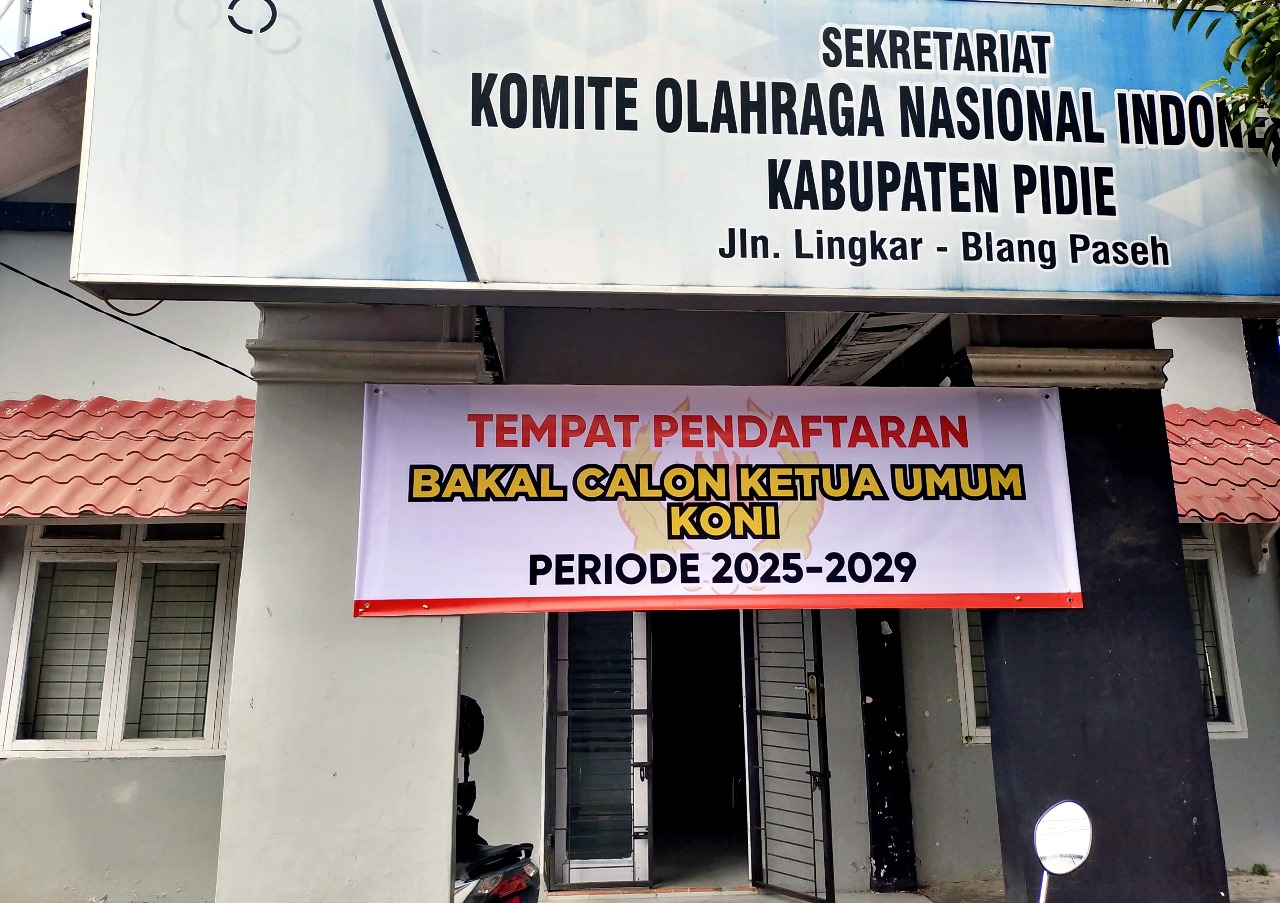 SEKRETARIAT
KOMITE OLAHRAGA NASIONAL INDONE
KABUPATEN PIDIE
Jln. Lingkar - Blang Paseh
TEMPAT PENDAFTARAN
BAKAL CALON KETUA UMUM
KONI
PERIODE 2025-2029